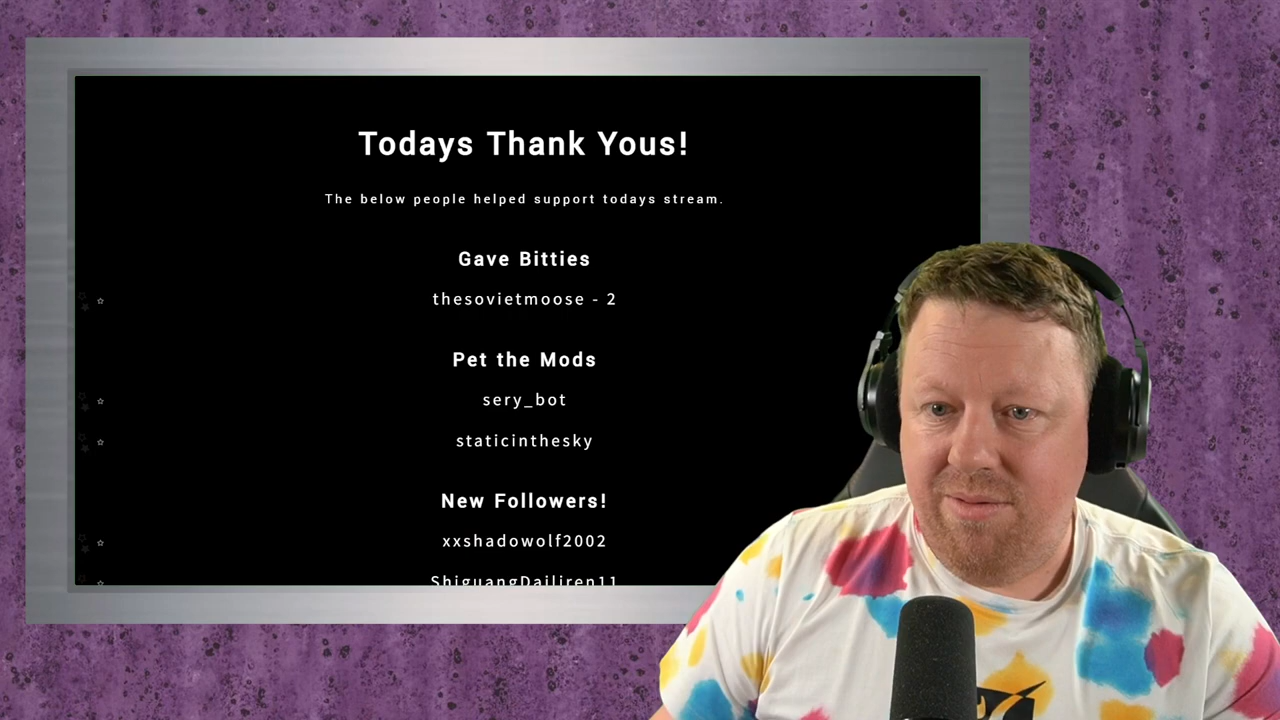 Todays Thank Yous!
The below people helped support todays stream.
Gave Bitties
thesovietmoose - 2
Pet the Mods
sery_bot
staticinthesky
New Followers!
xxshadowolf2002
ShiguangDailiren11